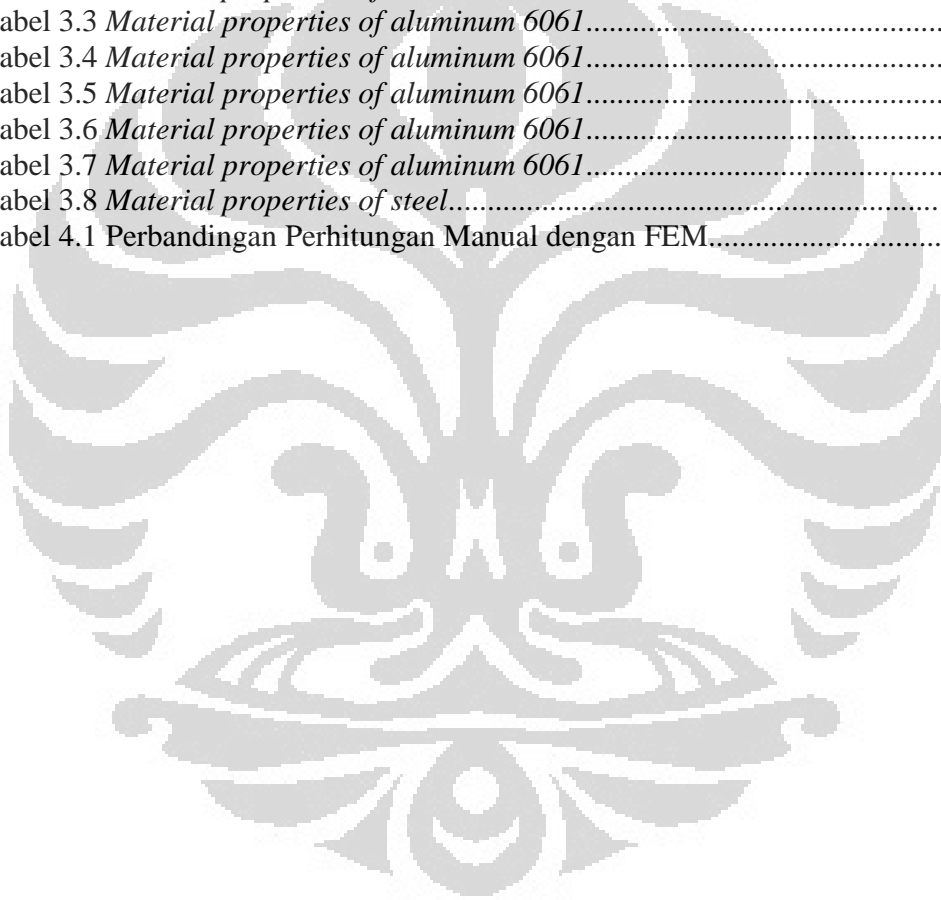 abel 3.3 Material properties of aluminum 6061..........................................
abel 3.4 Material properties of aluminum 6061..........................................
abel 3.5 Material properties of aluminum 6061..........................................
abel 3.6 Material properties of aluminum 6061..........................................
abel 3.7 Material properties of aluminum 6061..........................................
abel 3.8 Material properties of steel................................................................
abel 4.1 Perbandingan Perhitungan Manual dengan FEM..............................